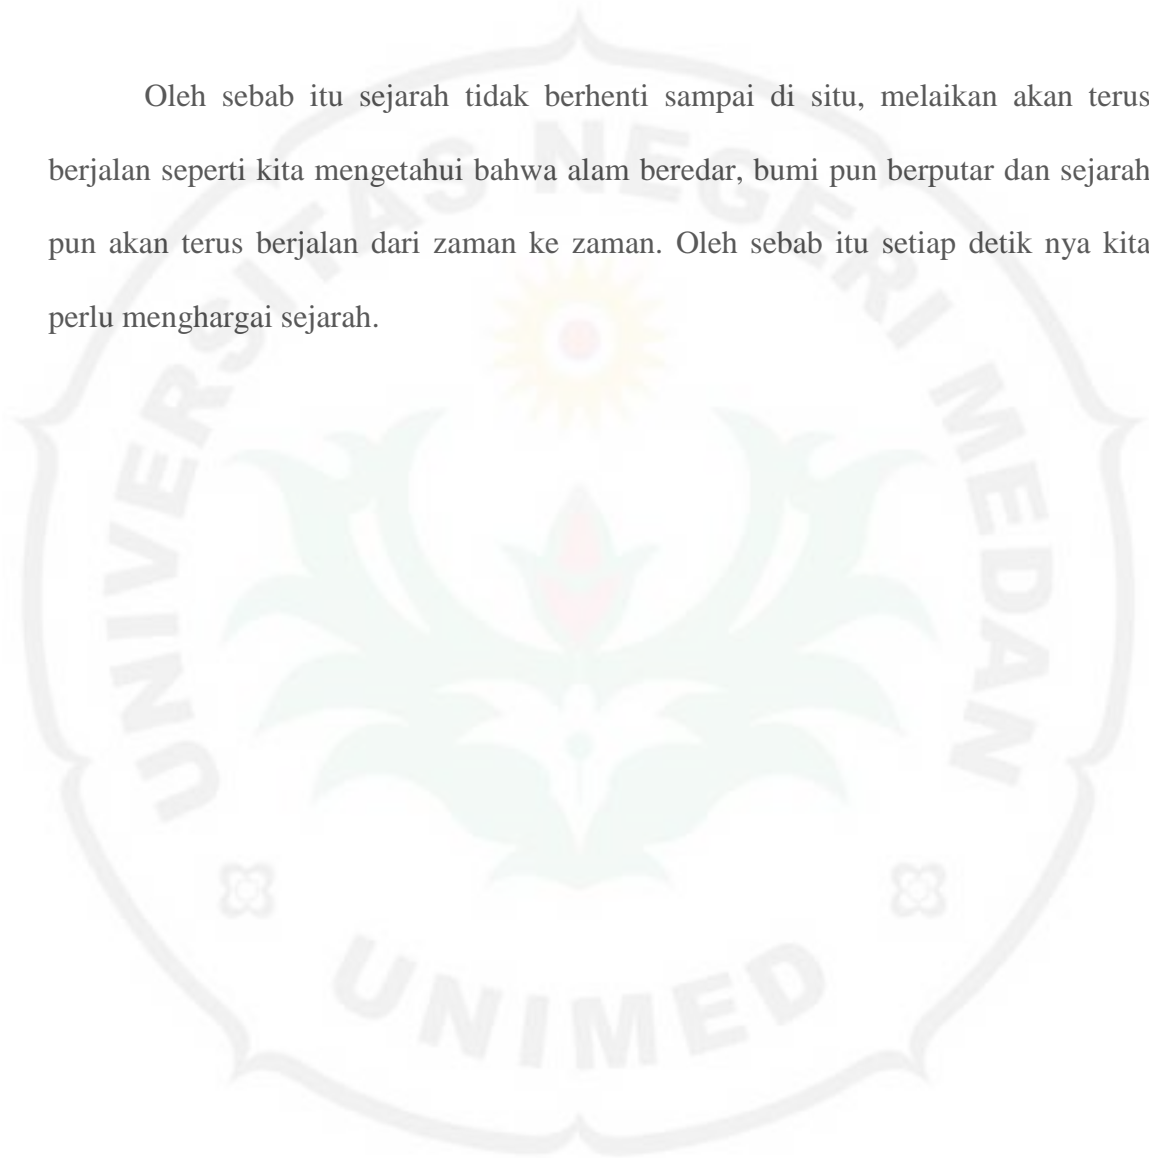 Oleh sebab itu sejarah tidak berhenti sampai di situ, melaikan akan terus
berjalan seperti kita mengetahui bahwa alam beredar, bumi pun berputar dan sejarah
pun akan terus berjalan dari zaman ke zaman. Oleh sebab itu setiap detik nya kita
perlu menghargai sejarah.
UNIVERSITAS NEGERI MEDAN
UNIMED